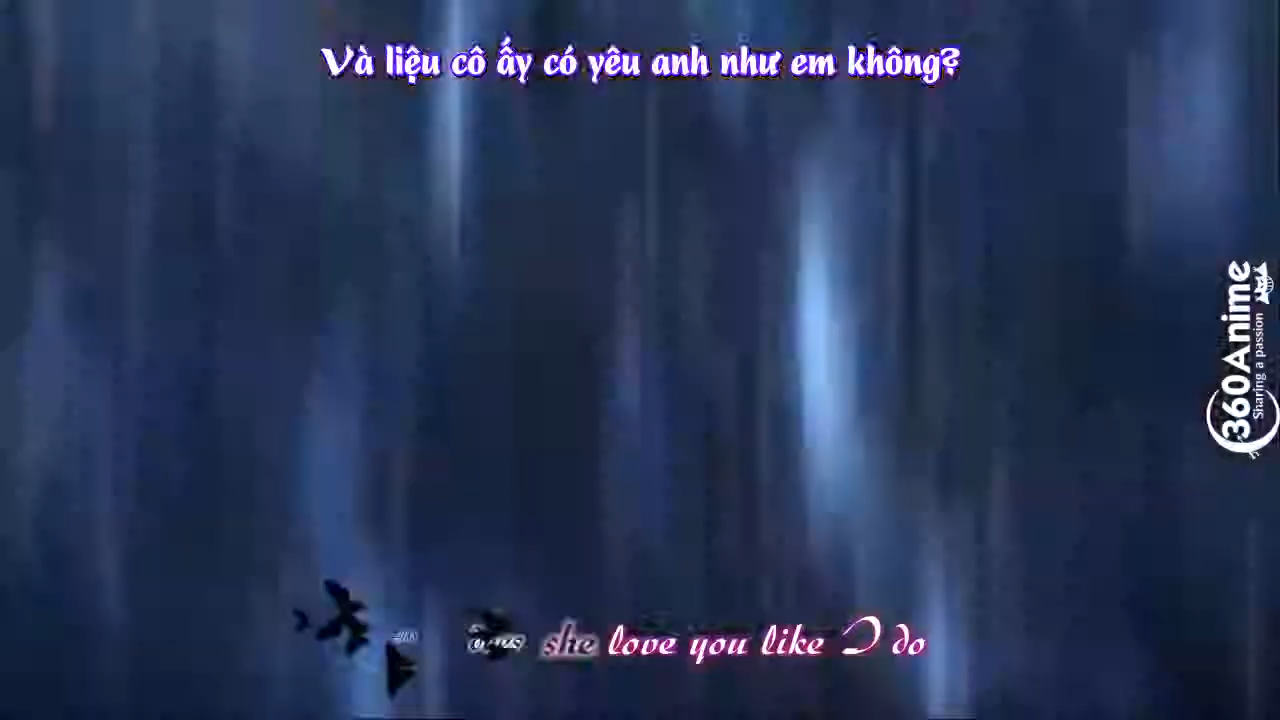 Và liệu cô ấy có yêu anh như em không?
360Anime
Sharing a passion
she love you like I do